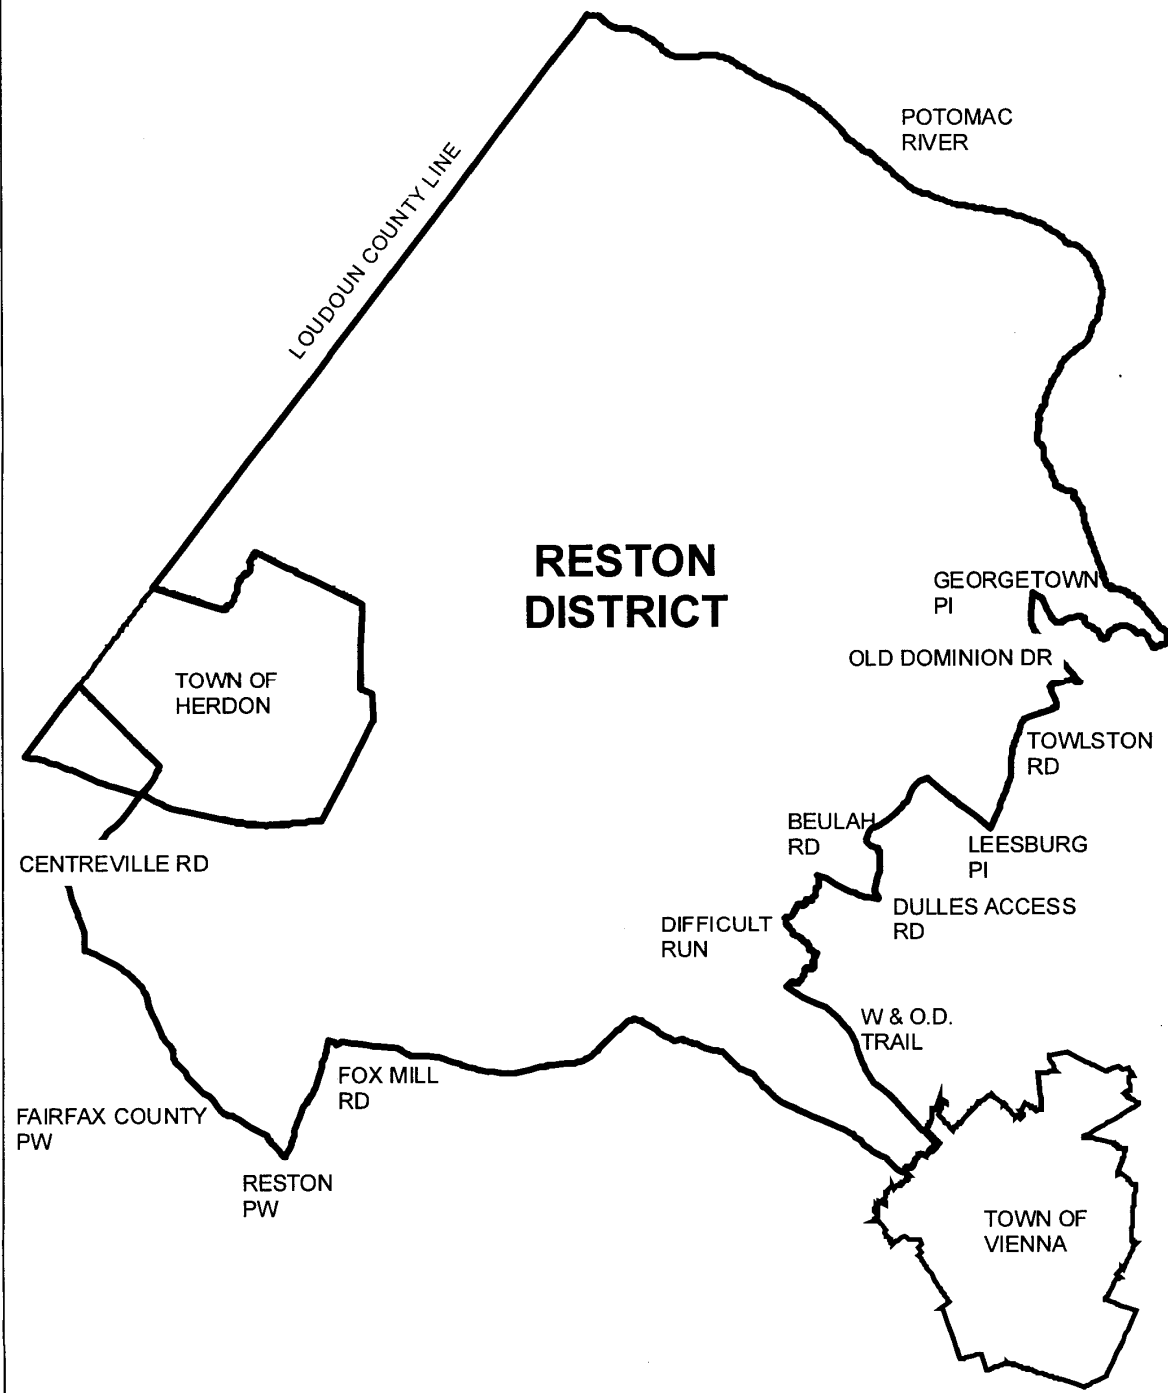 POTOMAC
RIVER
LOUDOUN COUNTY LINE
RESTON
DISTRICT
GEORGETOWN
PI
OLD DOMINION DR
TOWN OF
HERDON
TOWLSTON
RD
BEULAH
RD
LEESBURG
PI
CENTREVILLE RD
DULLES ACCESS
RD
DIFFICULT
RUN
W & O.D.
TRAIL
FOX MILL
RD
FAIRFAX COUNTY
PW
RESTON
PW
TOWN OF
VIENNA